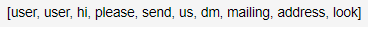 [user, user, hi, please, send, us, dm, mailing, address, look]